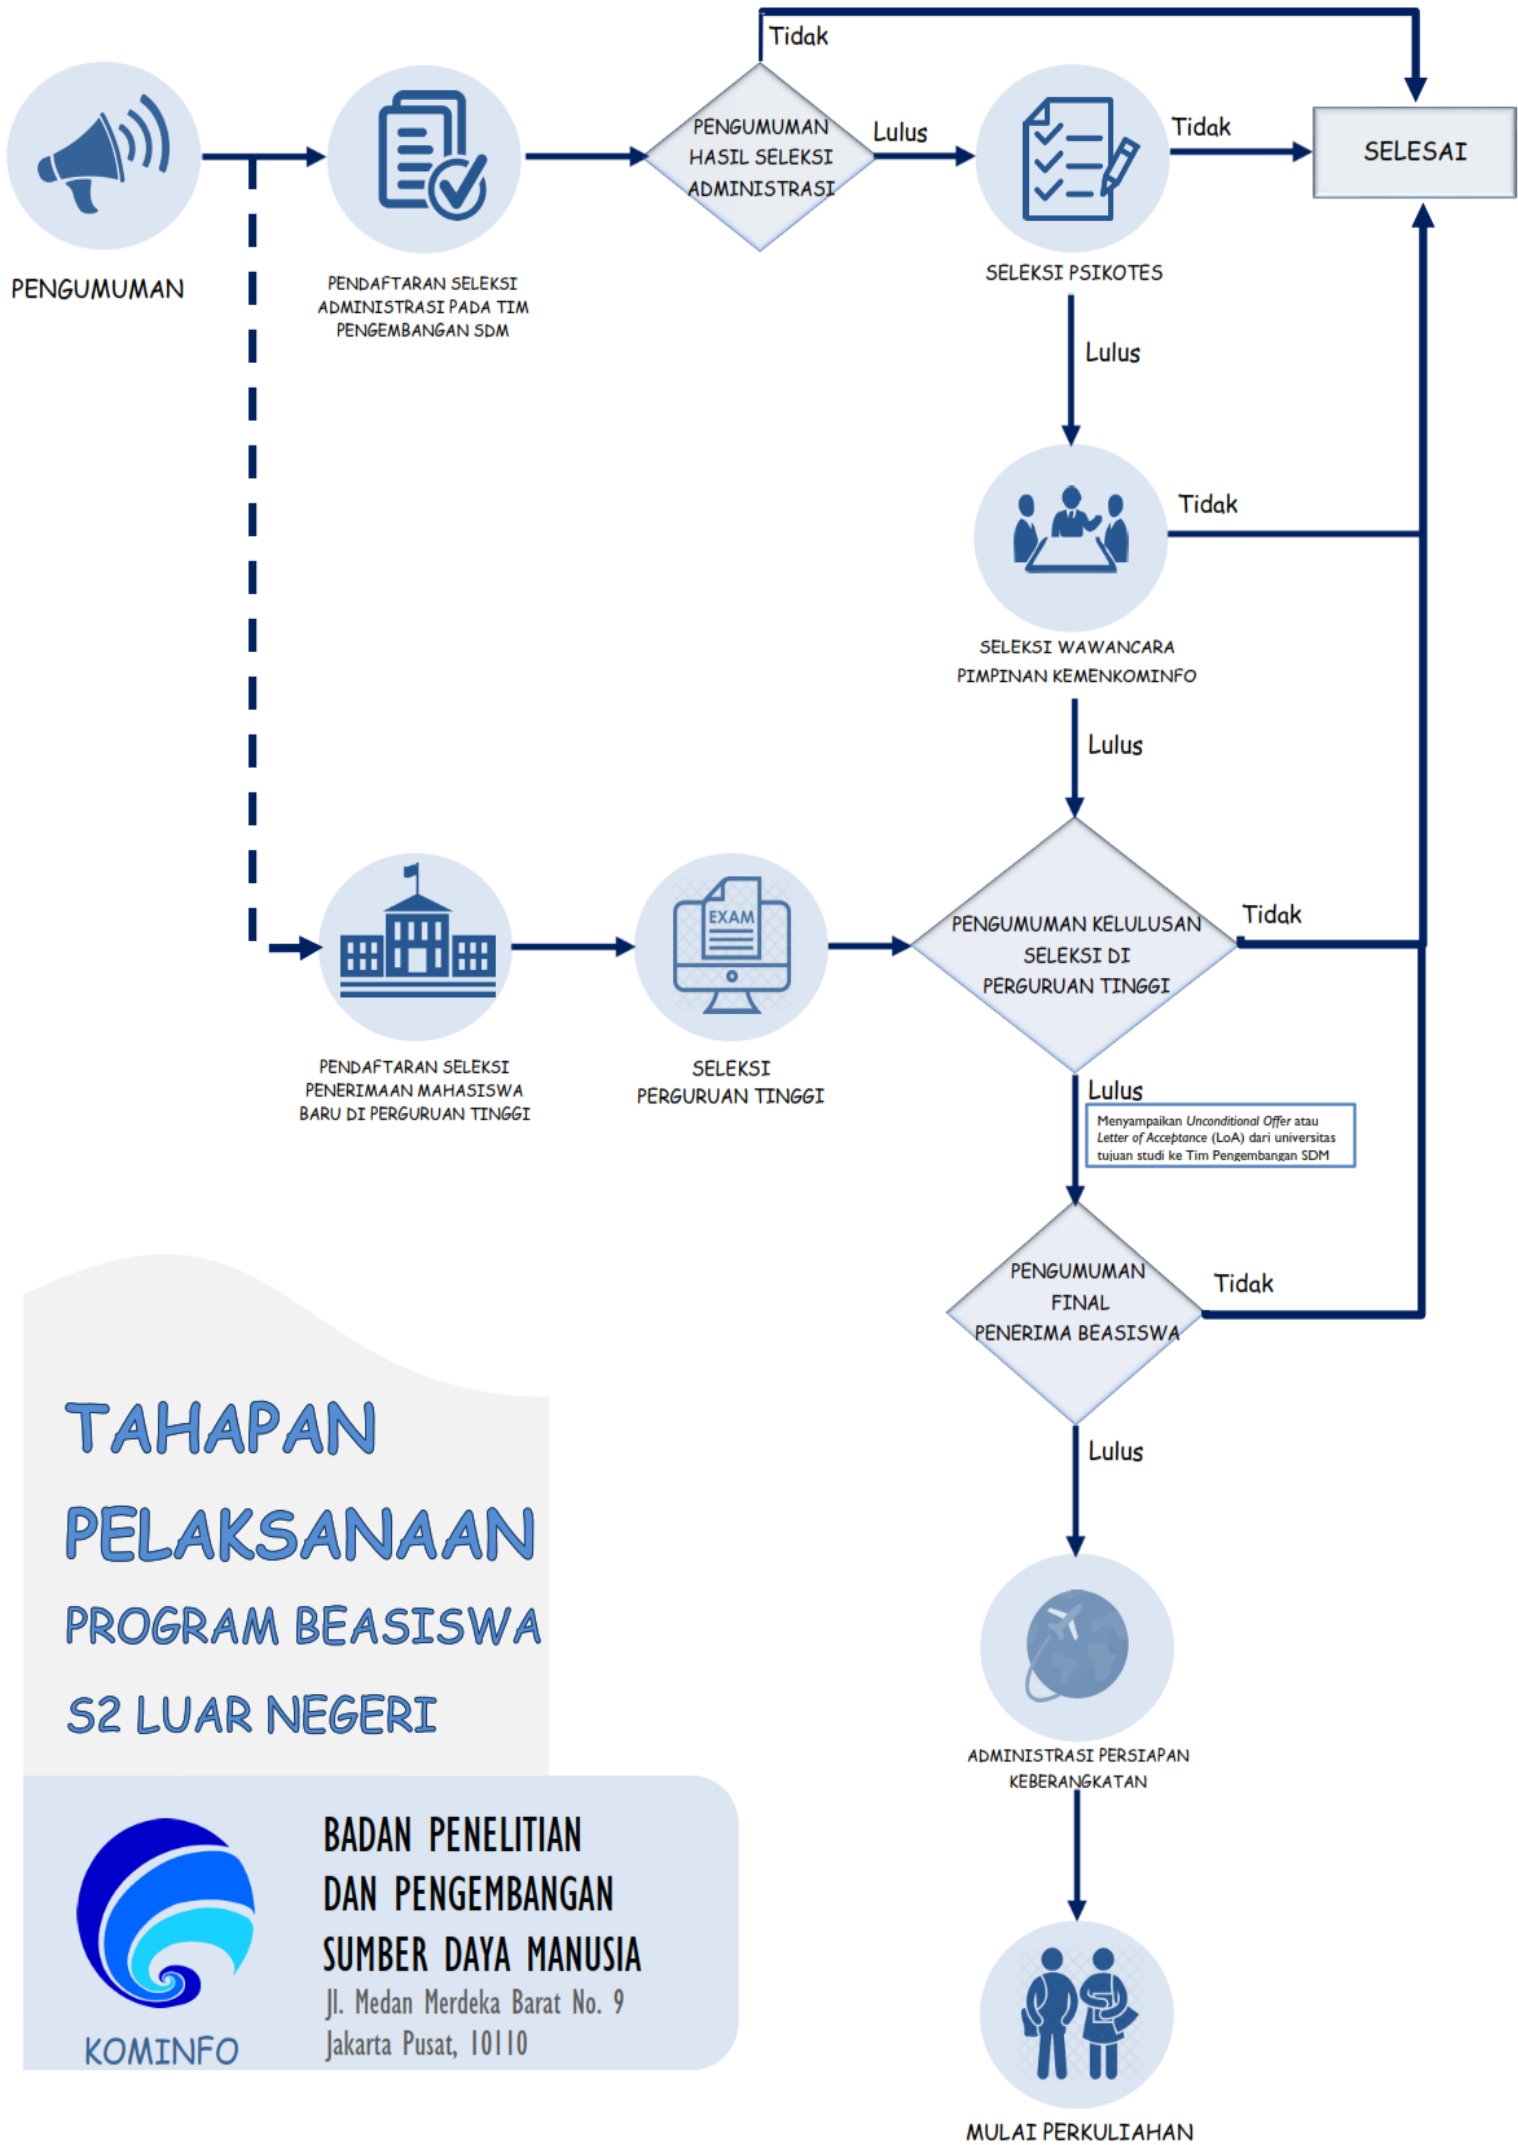 Tidak
PENGUMUMAN
HASIL SELEKSI
ADMINISTRASI
Lulus
Tidak
SELESAI
PENGUMUMAN
PENDAFTARAN SELEKSI
ADMINISTRASI PADA TIM
PENGEMBANGAN SDM
SELEKSI PSIKOTES
Lulus
Tidak
SELEKSI WAWANCARA
PIMPINAN KEMENKOMINFO
Lulus
EXAM
PENGUMUMAN KELULUSAN
SELEKSI DI
PERGURUAN TINGGI
Tidak
PENDAFTARAN SELEKSI
PENERIMAAN MAHASISWA
BARU DI PERGURUAN TINGGI
SELEKSI
PERGURUAN TINGGI
Lulus
Menyampaikan Unconditional Offer atau
Letter of Acceptance (LoA) dari universitas
tujuan studi ke Tim Pengembangan SDM
PENGUMUMAN
FINAL
PENERIMA BEASISWA
Tidak
Lulus
TAHAPAN
PELAKSANAAN
PROGRAM BEASISWA
S2 LUAR NEGERI
ADMINISTRASI PERSIAPAN
KEBERANGKATAN
BADAN PENELITIAN
DAN PENGEMBANGAN
SUMBER DAYA MANUSIA
Jl. Medan Merdeka Barat No. 9
Jakarta Pusat, 10110
KOMINFO
MULAI PERKULIAHAN